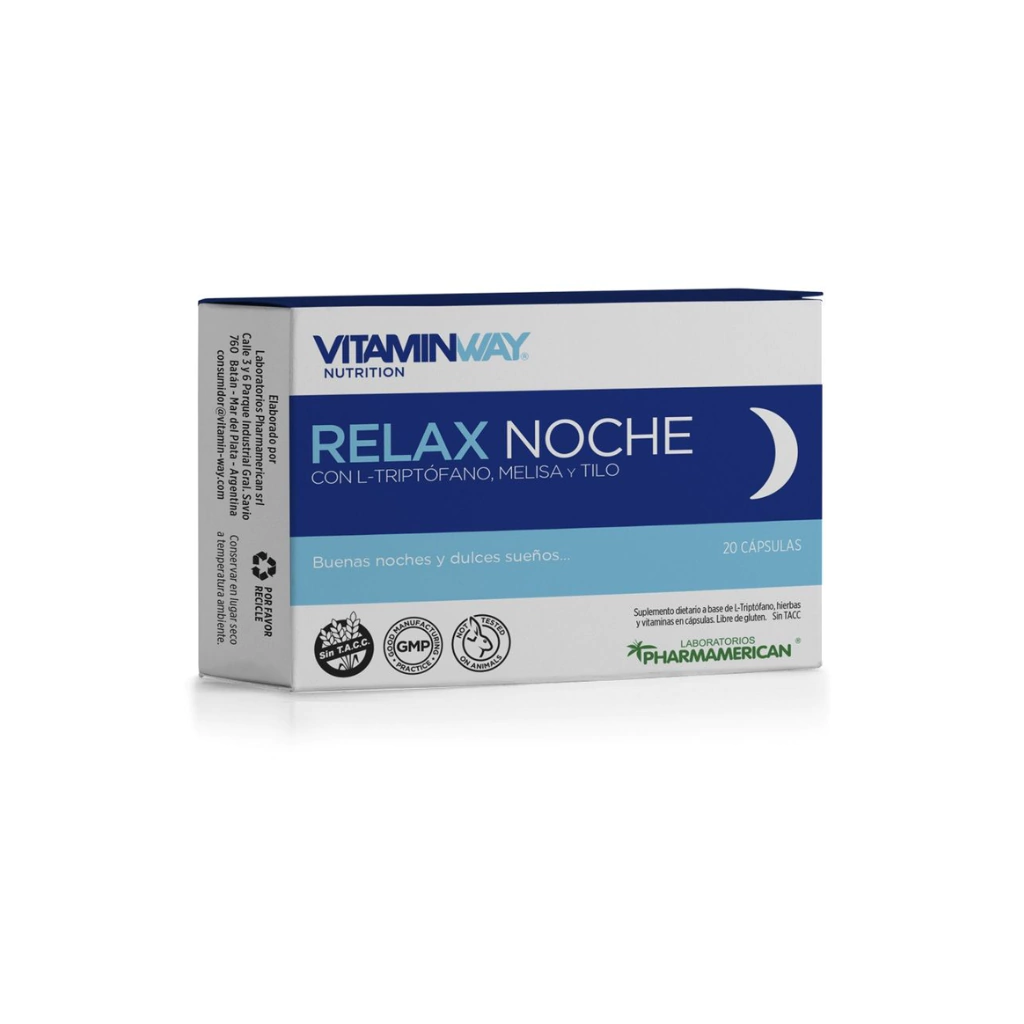 VITAMINWAY®
NUTRITION
RELAX NOCHE
CON L-TRIPTÓFANO, MELISA Y TILO
Buenas noches y dulces sueños...
20 CÁPSULAS
Sin T.A.C.C.
GOOD MANUFACTURING
GMP
PRACTICE
NOT TESTED
ON ANIMALS
Suplemento dietario a base de L-Triptófano, hierbas
y vitaminas en cápsulas. Libre de gluten. Sin TACC
LABORATORIOS
PHARMAMERICAN®
Elaborado por
Laboratorios Pharmamerican srl
Calle 3 y 6 Parque Industrial Gral. Savio
760 Batán - Mar del Plata - Argentina
consumidor@vitamin-way.com
POR FAVOR
RECICLE
Conservar en lugar seco
a temperatura ambiente.